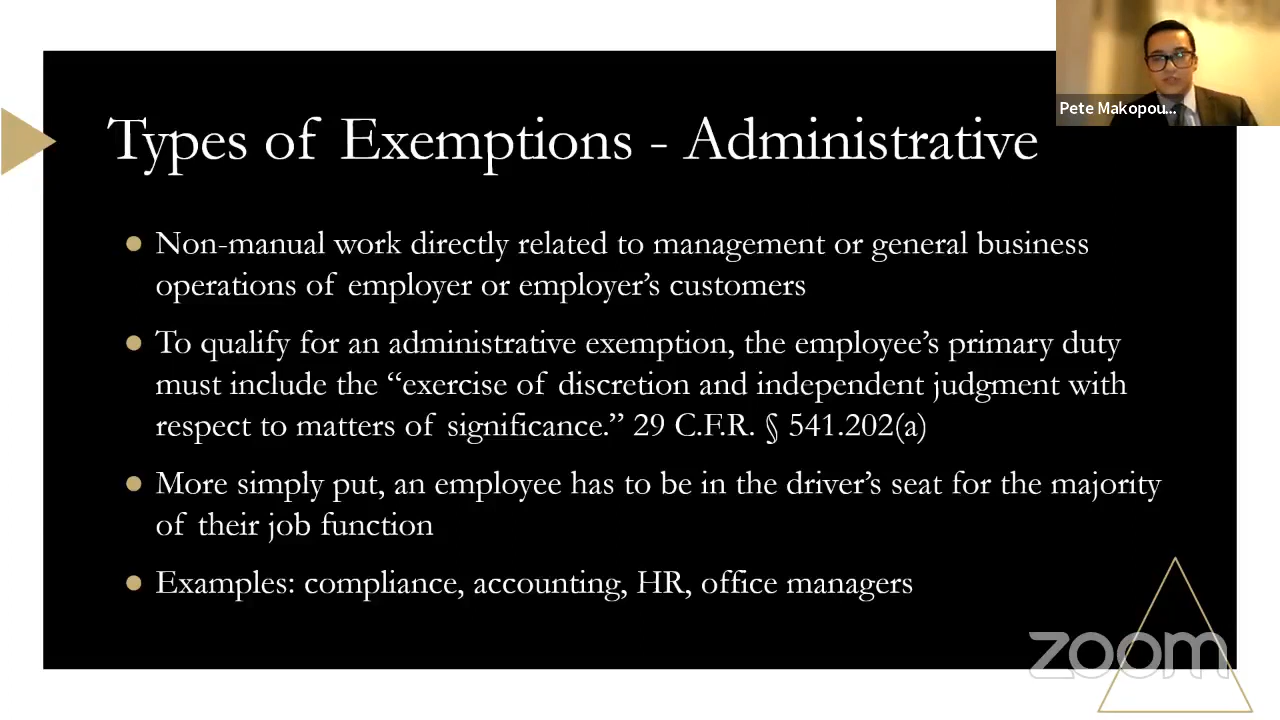 Pete Makopou...
Types of Exemptions - Administrative
● Non-manual work directly related to management or general business
operations of employer or employer’s customers
● To qualify for an administrative exemption, the employee’s primary duty
must include the “exercise of discretion and independent judgment with
respect to matters of significance.” 29 C.F.R. § 541.202(a)
● More simply put, an employee has to be in the driver’s seat for the majority
of their job function
● Examples: compliance, accounting, HR, office managers
zoom